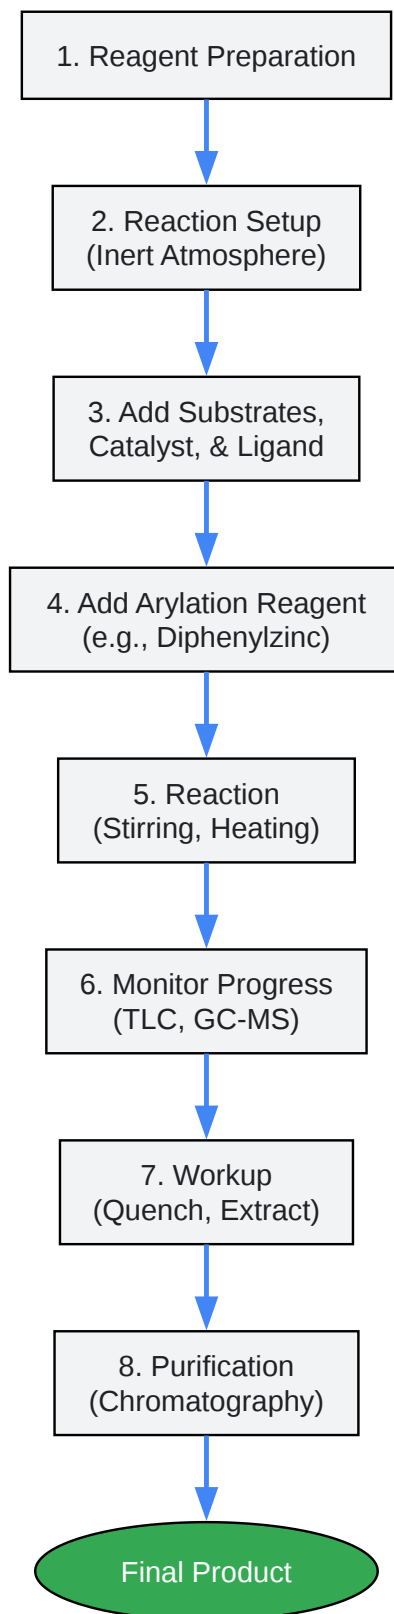 1. Reagent Preparation
2. Reaction Setup
(Inert Atmosphere)
3. Add Substrates,
Catalyst, & Ligand
4. Add Arylation Reagent
(e.g., Diphenylzinc)
5. Reaction
(Stirring, Heating)
6. Monitor Progress
(TLC, GC-MS)
7. Workup
(Quench, Extract)
8. Purification
(Chromatography)
Final Product